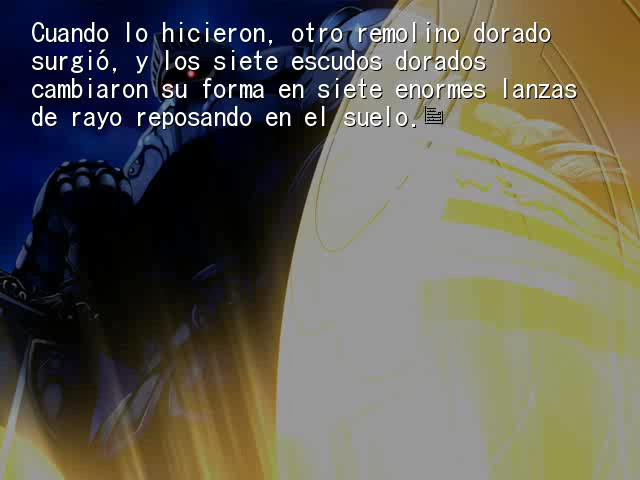 Cuando lo hicieron, otro remolino dorado
surgió, y los siete escudos dorados
cambiaron su forma en siete enormes lanzas
de rayo reposando en el suelo.